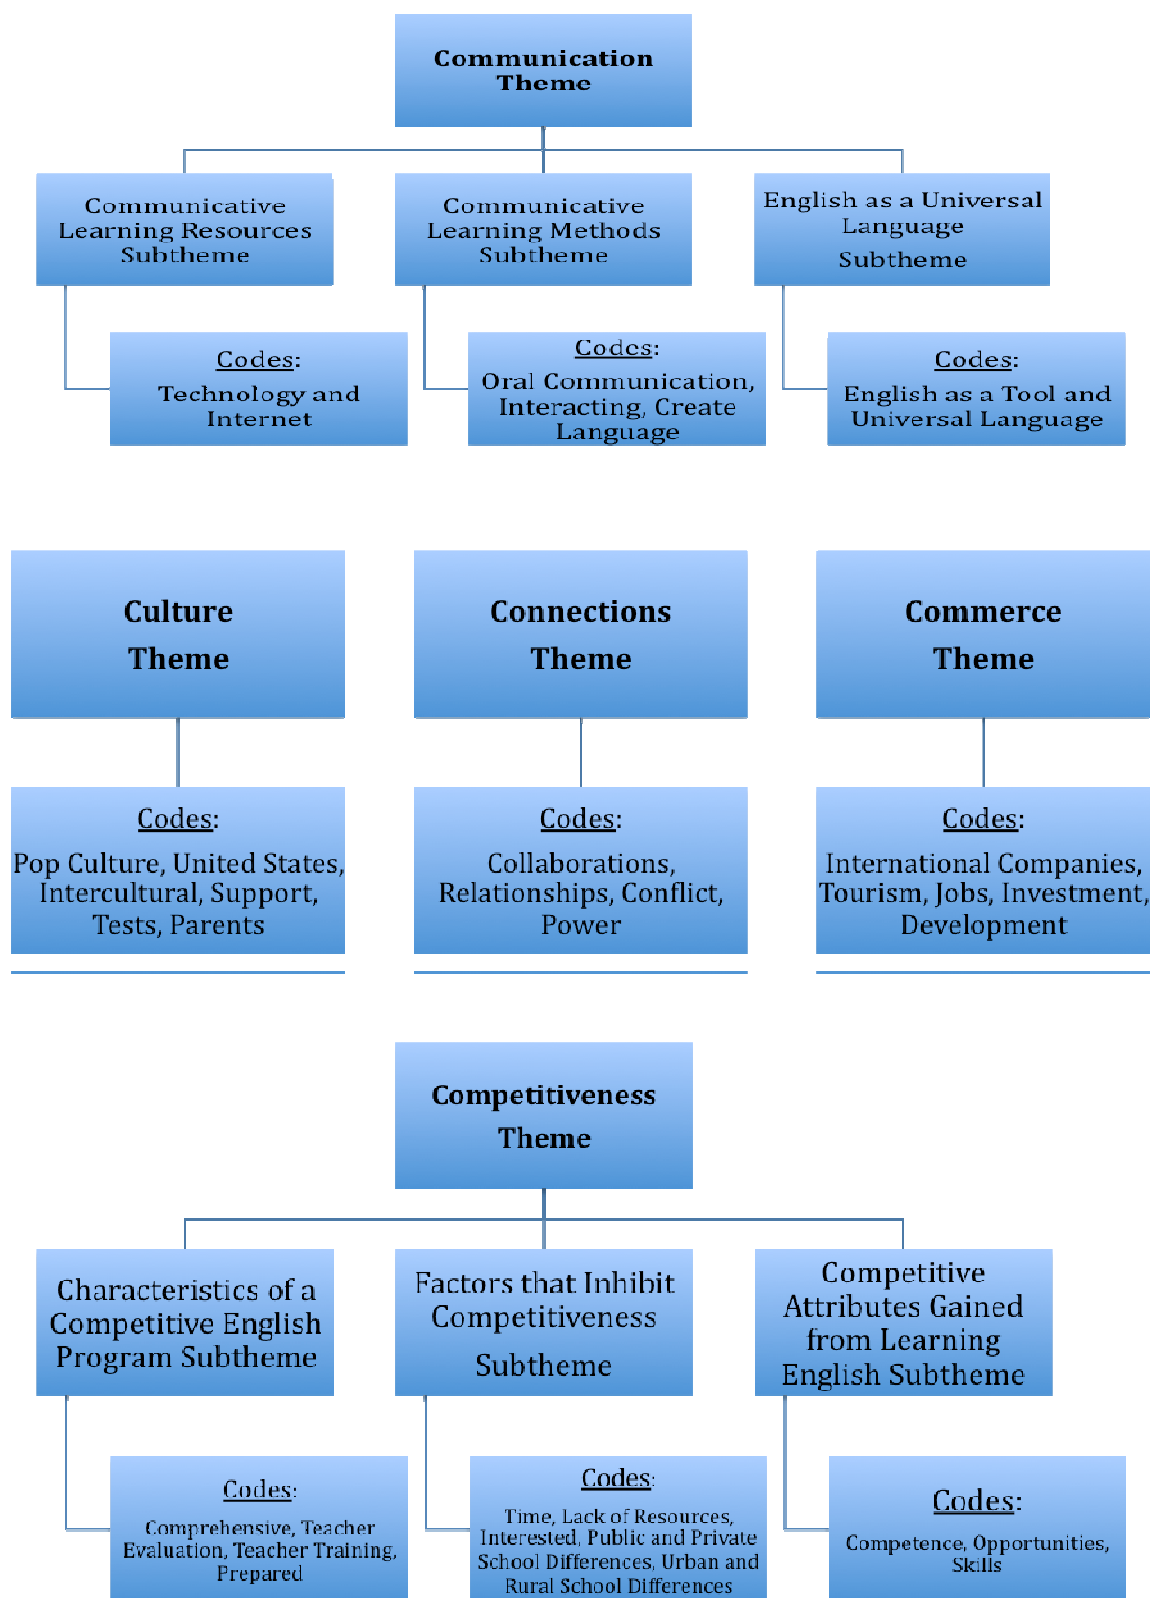 Communication
Theme
Communicative
Learning Resources
Subtheme
Communicative
Learning Methods
Subtheme
English as a Universal
Language
Subtheme
Codes:
Technology and
Internet
Codes:
Oral Communication,
Interacting, Create
Language
Codes:
English as a Tool and
Universal Language
Culture
Theme
Connections
Theme
Commerce
Theme
Codes:
Pop Culture, United States,
Intercultural, Support,
Tests, Parents
Codes:
Collaborations,
Relationships, Conflict,
Power
Codes:
International Companies,
Tourism, Jobs, Investment,
Development
Competitiveness
Theme
Characteristics of a
Competitive English
Program Subtheme
Factors that Inhibit
Competitiveness
Subtheme
Competitive
Attributes Gained
from Learning
English Subtheme
Codes:
Comprehensive, Teacher
Evaluation, Teacher Training,
Prepared
Codes:
Time, Lack of Resources,
Interested, Public and Private
School Differences, Urban and
Rural School Differences
Codes:
Competence, Opportunities,
Skills